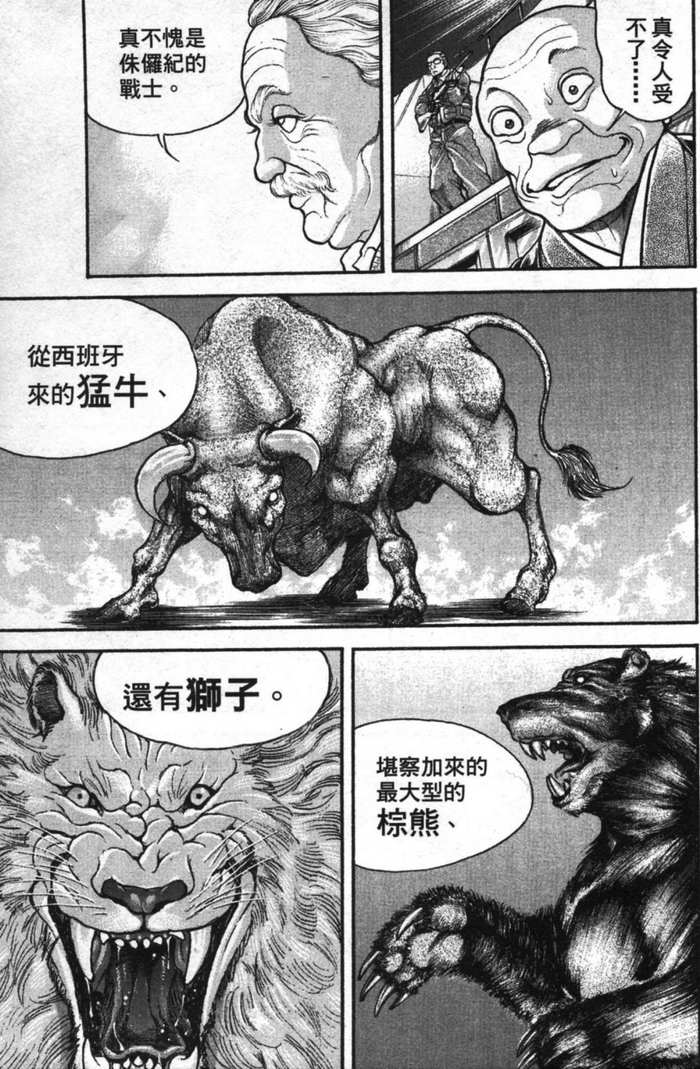 真令人受
不了⋯⋯
真不愧是
侏儸紀的
戰士。
從西班牙
來的猛牛、
堪察加來的
最大型的
棕熊、
還有獅子。